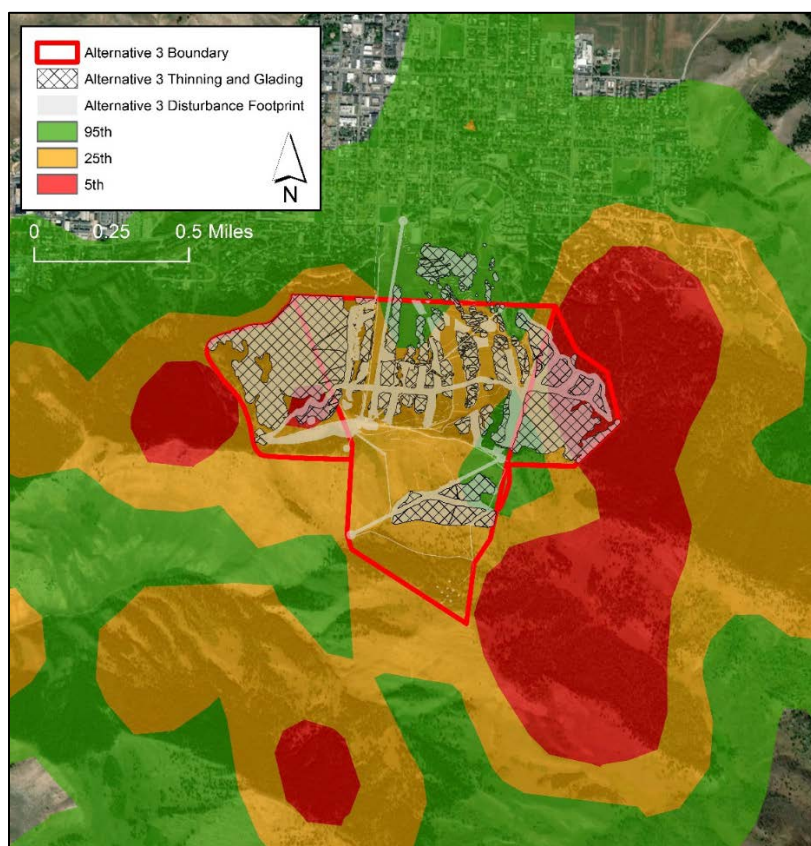 Alternative 3 Boundary
Alternative 3 Thinning and Glading
Alternative 3 Disturbance Footprint
95th
25th
5th
N
0 0.25 0.5 Miles